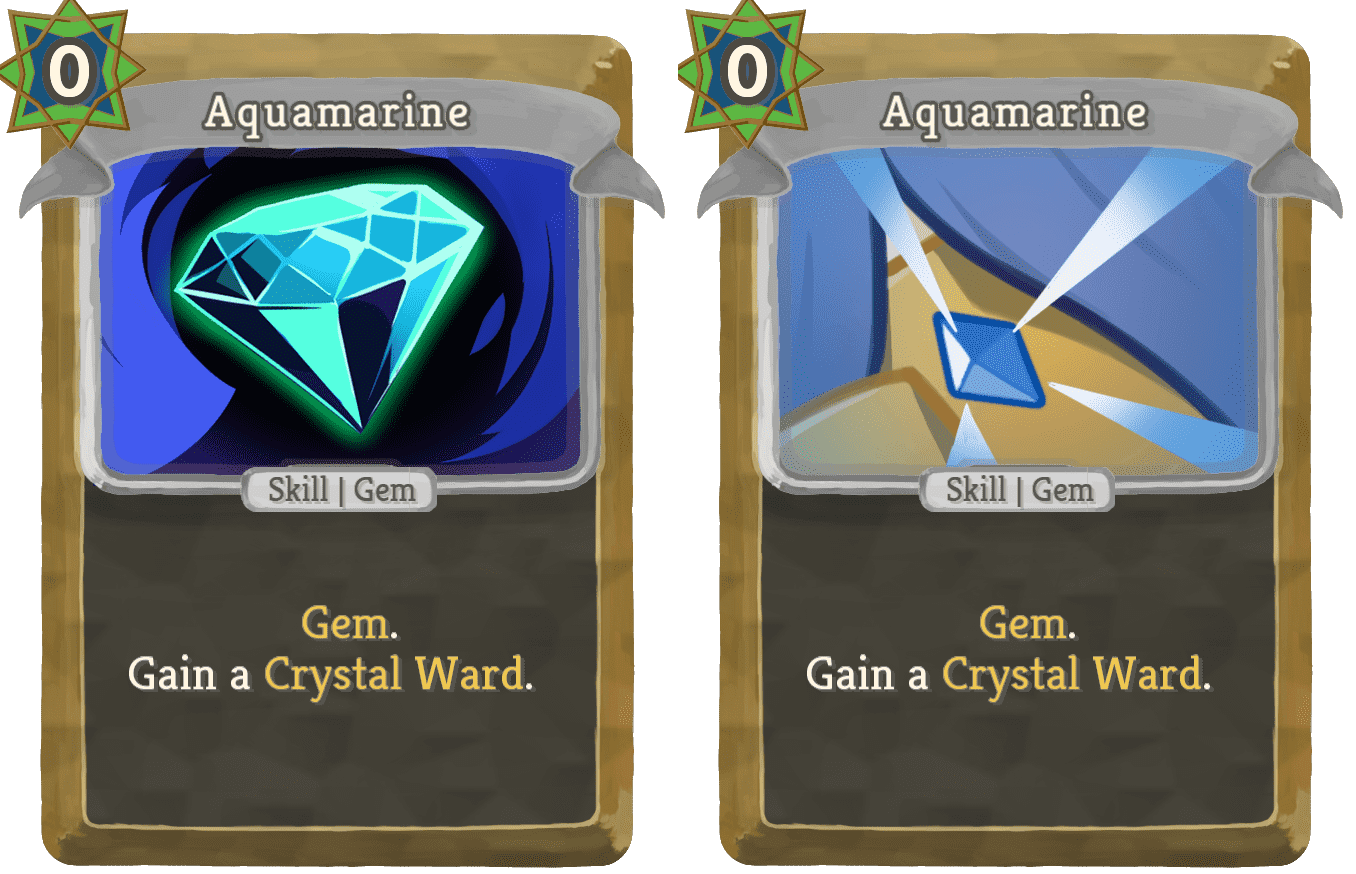 0
Aquamarine
Skill | Gem
Gem.
Gain a Crystal Ward.
0
Aquamarine
Skill | Gem
Gem.
Gain a Crystal Ward.